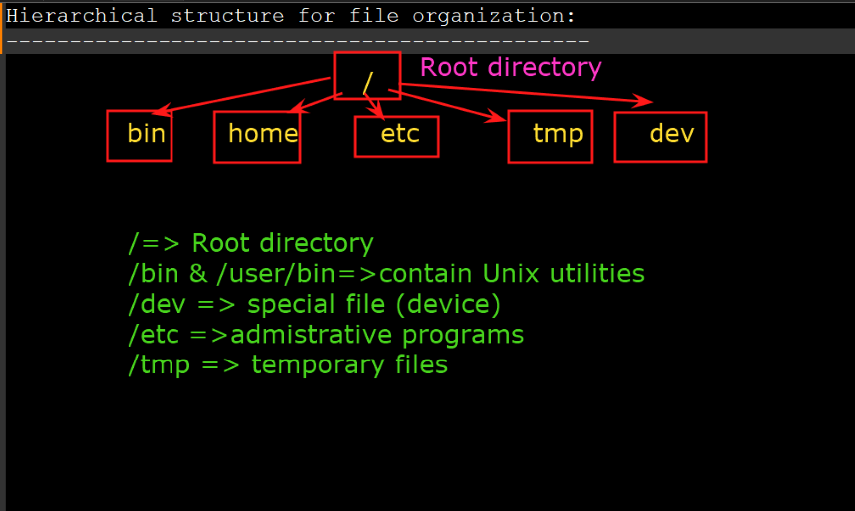 Hierarchical structure for file organization:
----------------------------------------------
/ Root directory
bin home etc tmp dev
/=> Root directory
/bin & /user/bin=>contain Unix utilities
/dev => special file (device)
/etc =>admistrative programs
/tmp => temporary files